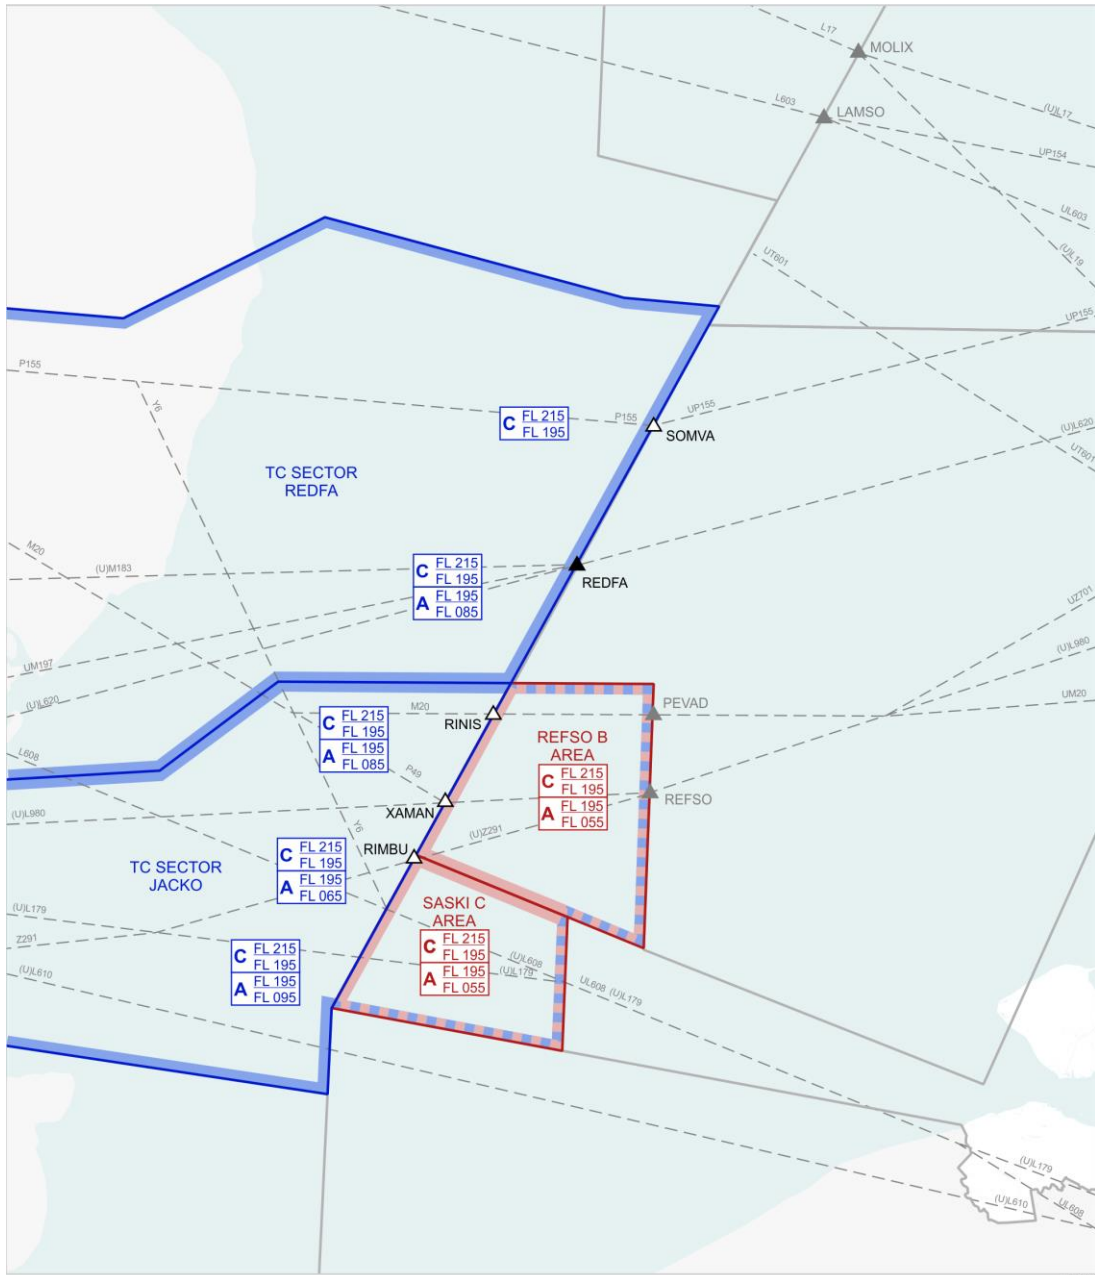 L17
MOLIX
L603
LAMSO
(U)L17
UP154
UL603
UT601
(U)L19
UP155
P155
Y6
C FL 215
FL 195
P155
UP155
SOMVA
(U)L620
UT601
TC SECTOR
REDFA
M20
(U)M183
C FL 215
FL 195
A FL 195
FL 085
REDFA
UZ701
(U)L980
UM197
(U)L620
M20
RINIS
PEVAD
UM20
C FL 215
FL 195
A FL 195
FL 085
REFSO B
AREA
C FL 215
FL 195
A FL 195
FL 055
L608
P49
XAMAN
REFSO
(U)L980
Y6
(U)Z291
RIMBU
TC SECTOR
JACKO
C FL 215
FL 195
A FL 195
FL 065
SASKI C
AREA
C FL 215
FL 195
A FL 195
FL 055
(U)L179
Z291
(U)L610
C FL 215
FL 195
A FL 195
FL 095
(U)L608
(U)L179
UL608 (U)L179
(U)L179
(U)L610
UL608